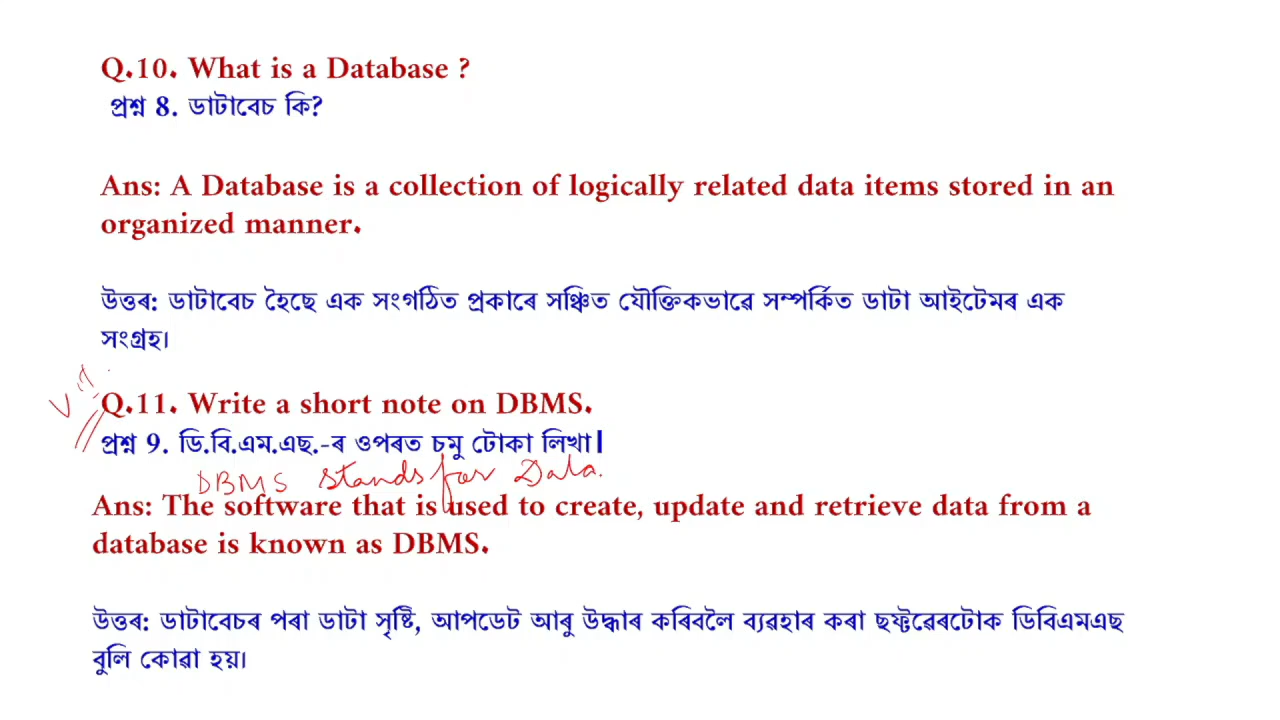 Q.10. What is a Database ?
প্ৰশ্ন 8. ডাটাবেচ কি?
Ans: A Database is a collection of logically related data items stored in an
organized manner.
উত্তৰ: ডাটাবেচ হৈছে এক সংগঠিত প্ৰকাৰে সঞ্চিত যৌক্তিকভাৱে সম্পৰ্কিত ডাটা আইটেমৰ এক
সংগ্ৰহ।
Q.11. Write a short note on DBMS.
প্ৰশ্ন 9. ডি.বি.এম.এছ.-ৰ ওপৰত চমু টোকা লিখা|
DBMS stands for Data.
Ans: The software that is used to create, update and retrieve data from a
database is known as DBMS.
উত্তৰ: ডাটাবেচৰ পৰা ডাটা সৃষ্টি, আপডেট আৰু উদ্ধাৰ কৰিবলৈ ব্যৱহাৰ কৰা ছফ্টৱেৰটোক ডিবিএমএছ
বুলি কোৱা হয়।